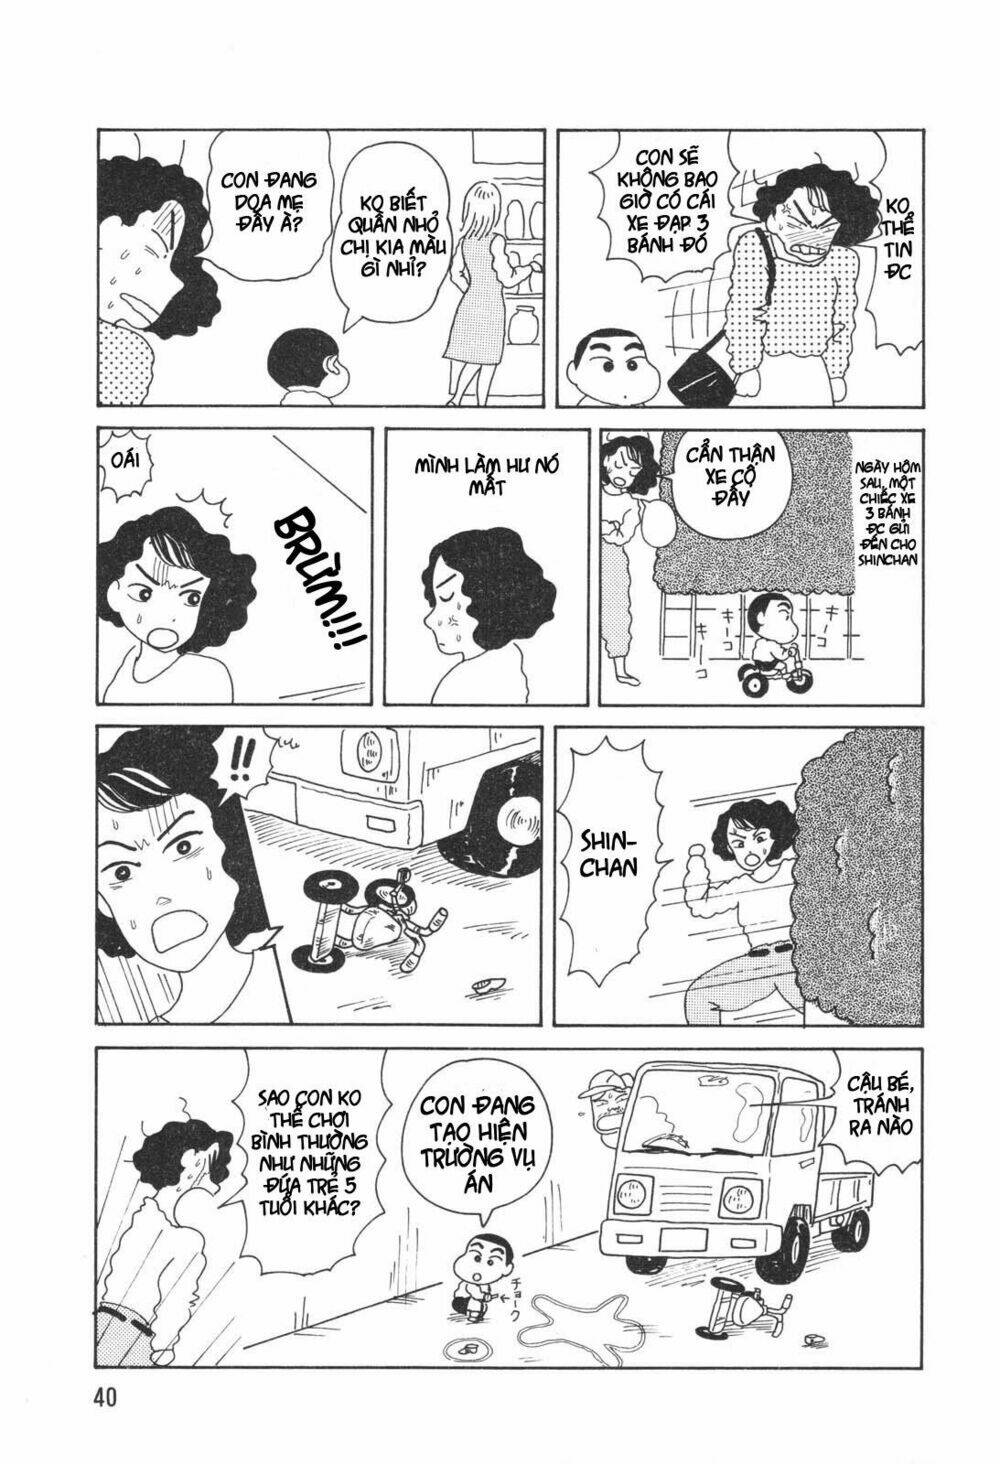 KO
THỂ
TIN
ĐC
CON SẼ
KHÔNG BAO
GIỜ CÓ CÁI
XE ĐẠP 3
BÁNH ĐÓ
KO BIẾT
QUẦN NHỎ
CHỊ KIA MÀU
GÌ NHỈ?
CON ĐANG
DỌA MẸ
ĐẤY À?
NGÀY HÔM
SAU, MỘT
CHIẾC XE
3 BÁNH
ĐC GỬI
ĐẾN CHO
SHINCHAN
CẨN THẬN
XE CỘ
ĐẤY
キーコ
キーコ
MÌNH LÀM HƯ NÓ
MẤT
BRỪM!!!
OÁI
SHIN-
CHAN
!!
CẬU BÉ,
TRÁNH
RA NÀO
CON ĐANG
TẠO HIỆN
TRƯỜNG VỤ
ÁN
チョーク
SAO CON KO
THỂ CHƠI
BÌNH THƯỜNG
NHƯ NHỮNG
ĐỨA TRẺ 5
TUỔI KHÁC?
40